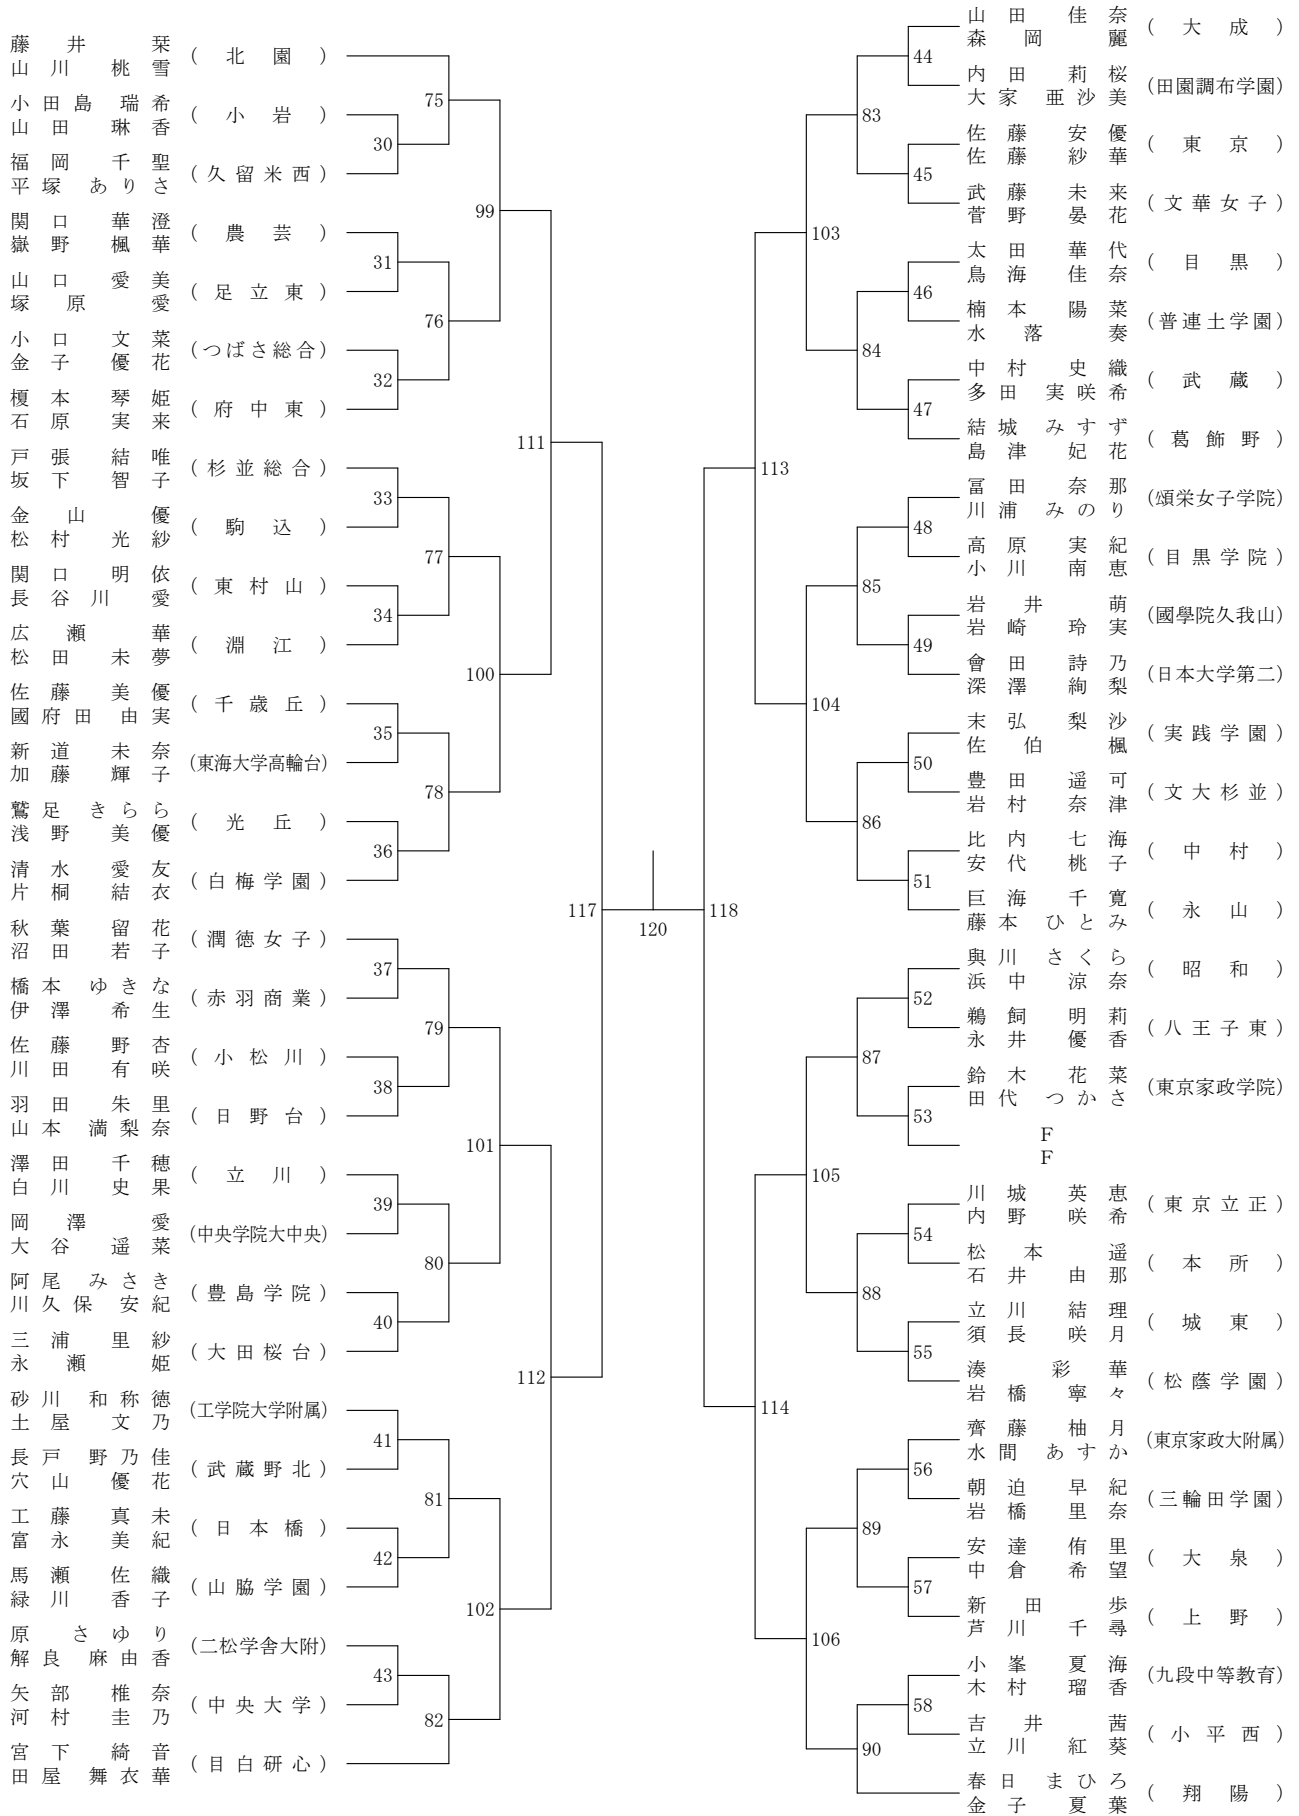 藤井 栞
山川 桃雪
(北園)
小田島 瑞希
山田 琳香
(小岩)
福岡 千聖
平塚 ありさ
(久留米西)
関口 華澄
嶽野 楓華
(農芸)
山口 愛美
塚原 愛
(足立東)
小口 文菜
金子 優花
(つばさ総合)
榎本 琴姫
石原 実来
(府中東)
戸張 結唯
坂下 智子
(杉並総合)
金山 優
松村 光紗
(駒込)
関口 明依
長谷川 愛
(東村山)
広瀬 華
松田 未夢
(淵江)
佐藤 美優
國府田 由実
(千歳丘)
新道 未奈
加藤 輝子
(東海大学高輪台)
鷲足 きらら
浅野 美優
(光丘)
清水 愛友
片桐 結衣
(白梅学園)
秋葉 留花
沼田 若子
(潤徳女子)
橋本 ゆきな
伊澤 希生
(赤羽商業)
佐藤 野杏
川田 有咲
(小松川)
羽田 朱里
山本 満梨奈
(日野台)
澤田 千穂
白川 史果
(立川)
岡澤 愛
大谷 遥菜
(中央学院大中央)
阿尾 みさき
川久保 安紀
(豊島学院)
三浦 里紗
永瀬 姫
(大田桜台)
砂川 和称徳
土屋 文乃
(工学院大学附属)
長戸 野乃佳
穴山 優花
(武蔵野北)
工藤 真未
富永 美紀
(日本橋)
馬瀬 佐織
緑川 香子
(山脇学園)
原 さゆり
解良 麻由香
(二松学舎大附)
矢部 椎奈
河村 圭乃
(中央大学)
宮下 綺音
田屋 舞衣華
(目白研心)
30
31
32
33
34
35
36
37
38
39
40
41
42
43
75
76
77
78
79
80
81
82
99
100
101
102
111
112
117
120
118
113
114
103
104
105
106
83
84
85
86
87
88
89
90
44
45
46
47
48
49
50
51
52
53
54
55
56
57
58
山田 佳奈
森岡 麗
(大成)
内田 莉桜
大家 亜沙美
(田園調布学園)
佐藤 安優
佐藤 紗華
(東京)
武藤 未来
菅野 晏花
(文華女子)
太田 華代
鳥海 佳奈
(目黒)
楠本 陽菜
水落 奏
(普連土学園)
中村 史織
多田 実咲希
(武蔵)
結城 みすず
島津 妃花
(葛飾野)
冨田 奈那
川浦 みのり
(頌栄女子学院)
高原 実紀
小川 南恵
(目黒学院)
岩井 萌
岩崎 玲実
(國學院久我山)
會田 詩乃
深澤 絢梨
(日本大学第二)
末弘 梨沙
佐伯 楓
(実践学園)
豊田 遥可
岩村 奈津
(文大杉並)
比内 七海
安代 桃子
(中村)
巨海 千寛
藤本 ひとみ
(永山)
與川 さくら
浜中 涼奈
(昭和)
鵜飼 明莉
永井 優香
(八王子東)
鈴木 花菜
田代 つかさ
(東京家政学院)
F
F
川城 英恵
内野 咲希
(東京立正)
松本 遥
石井 由那
(本所)
立川 結理
須長 咲月
(城東)
湊 彩華
岩橋 寧々
(松蔭学園)
齊藤 柚月
水間 あすか
(東京家政大附属)
朝迫 早紀
岩橋 里奈
(三輪田学園)
安達 侑里
中倉 希望
(大泉)
新田 歩
芦川 千尋
(上野)
小峯 夏海
木村 瑠香
(九段中等教育)
吉井 茜
立川 紅葵
(小平西)
春日 まひろ
金子 夏葉
(翔陽)